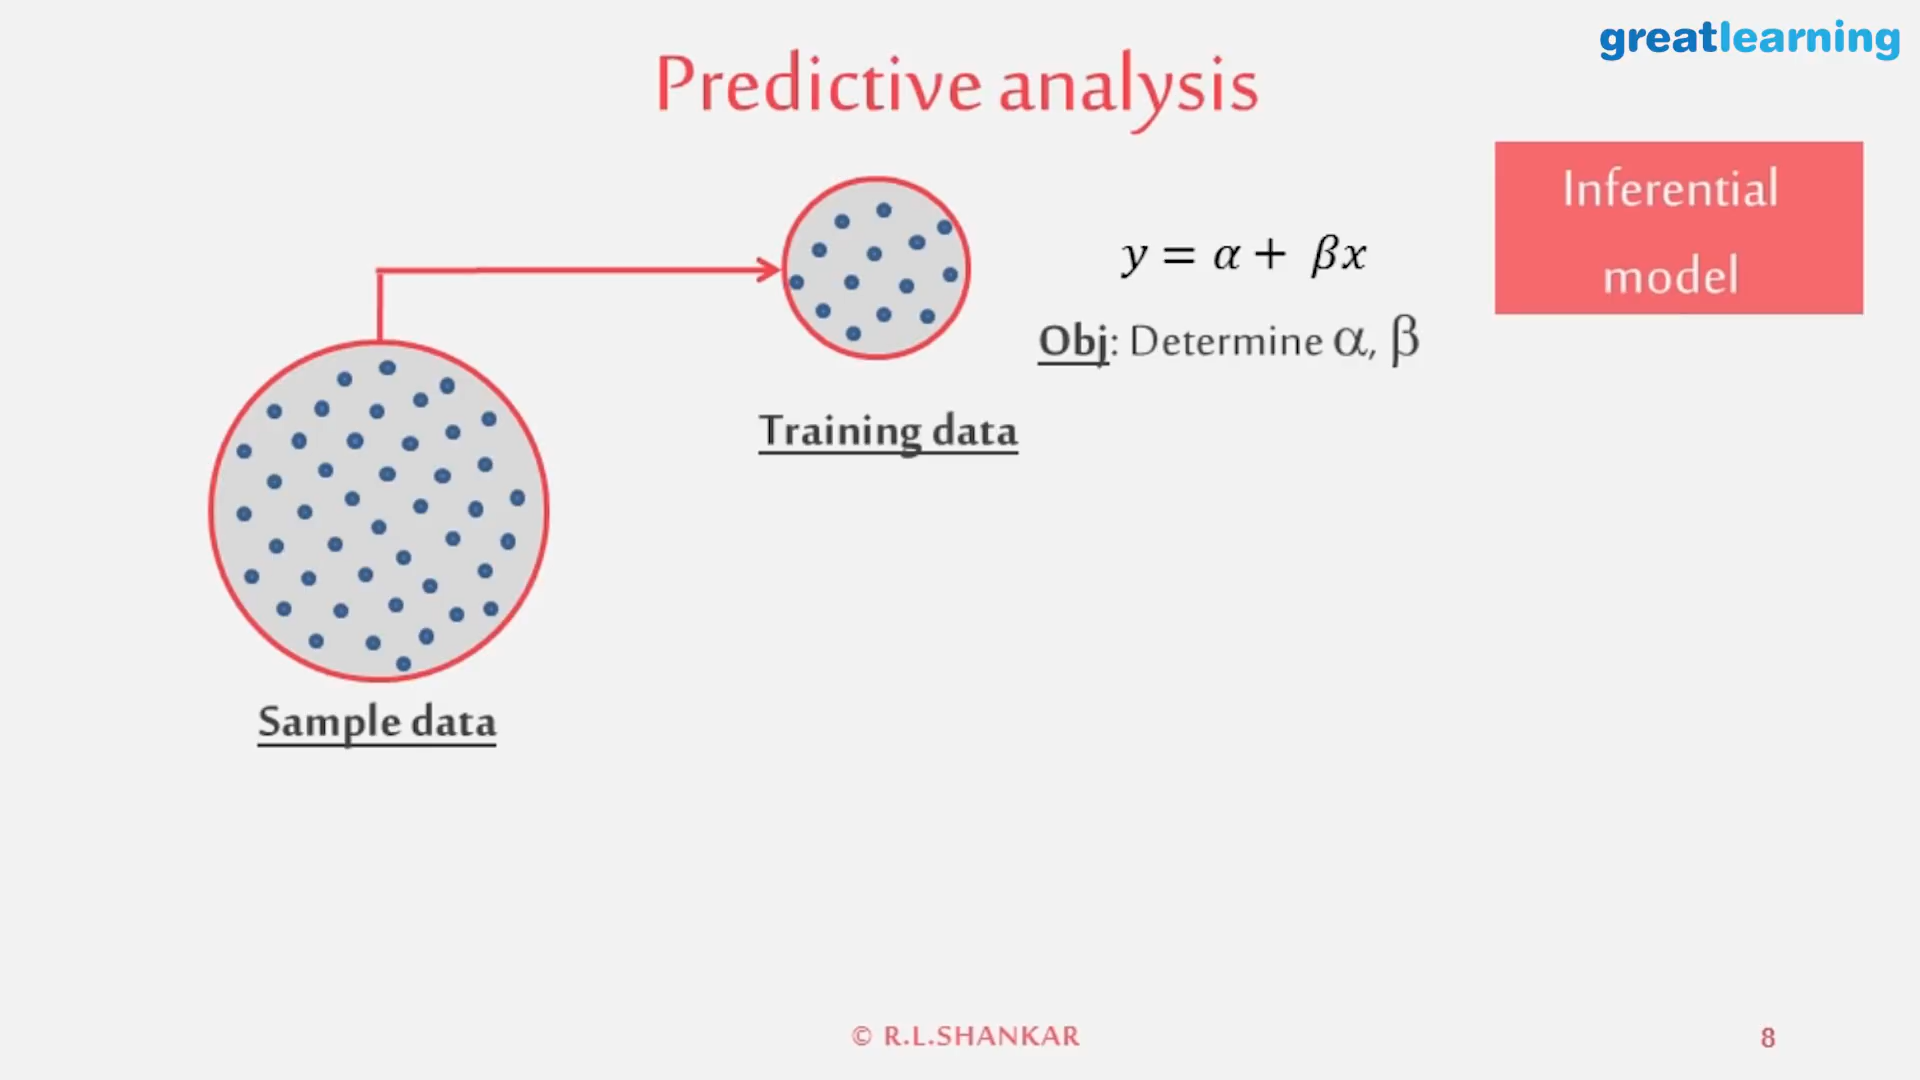 greatlearning
Predictive analysis
Inferential
model
y = α + βx
Obj: Determine α, β
Training data
Sample data
© R.L.SHANKAR
8